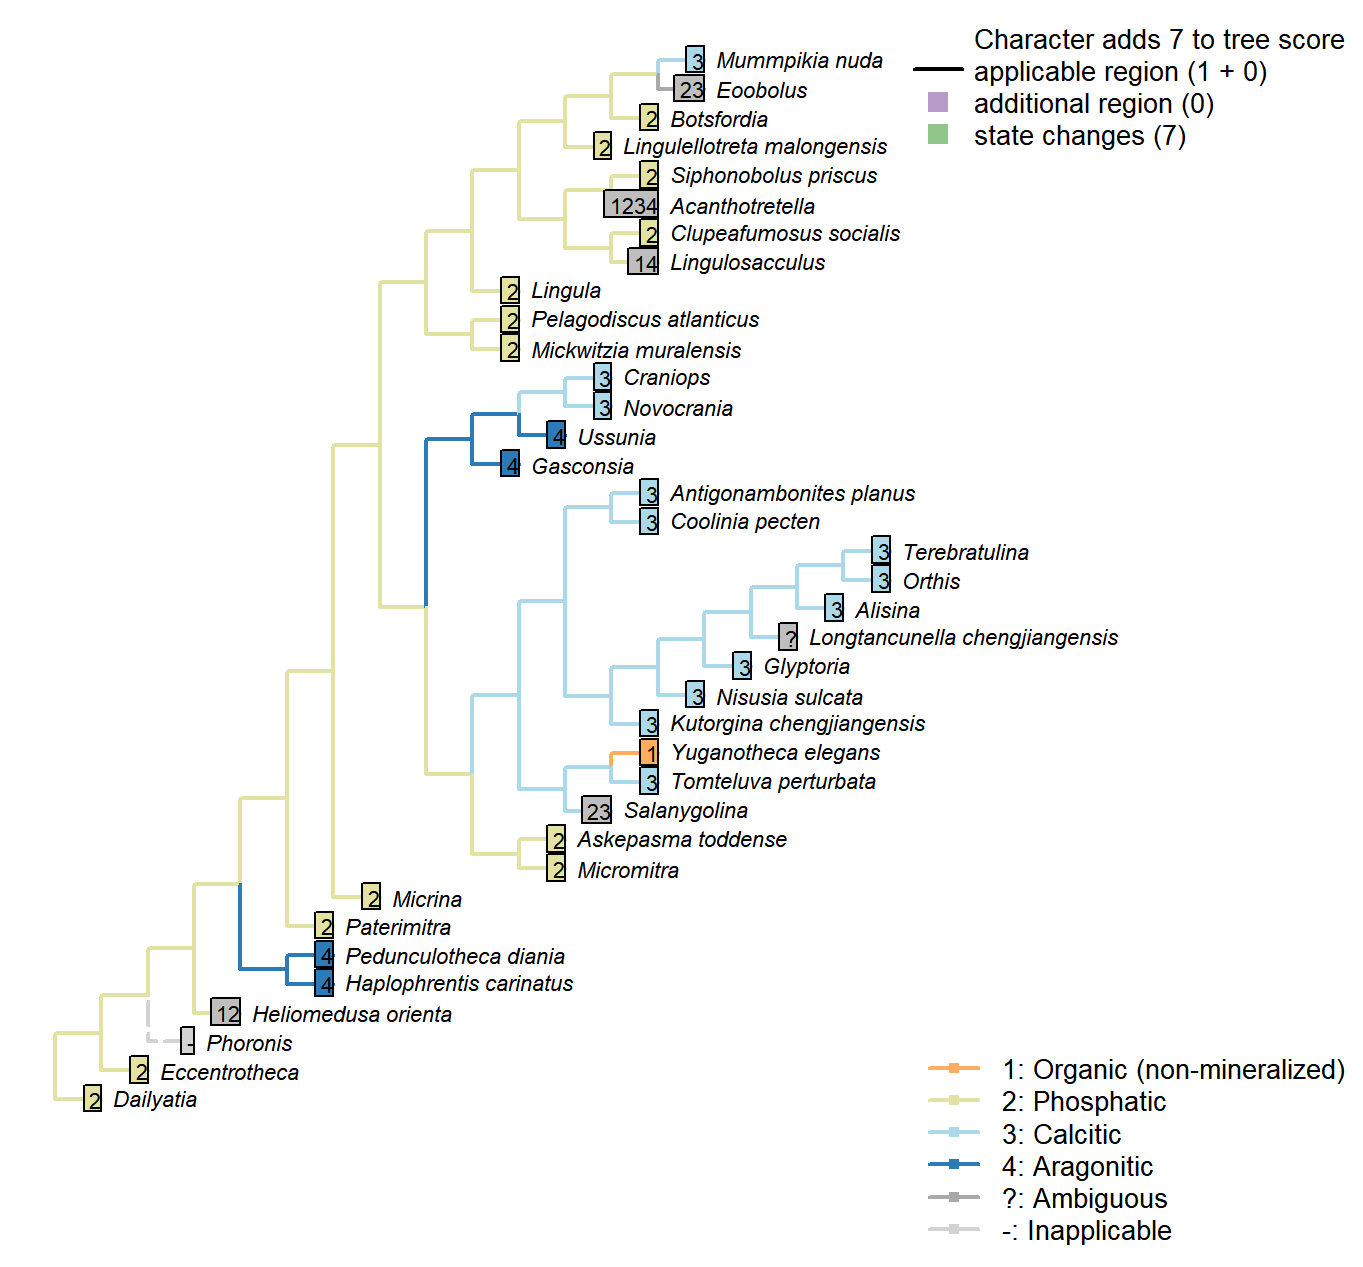 Character adds 7 to tree score
applicable region (1 + 0)
additional region (0)
state changes (7)
3 Mummpikia nuda
23 Eoobolus
2 Botsfordia
2 Lingulellotreta malongensis
2 Siphonobolus priscus
1234 Acanthotretella
2 Clupeafumosus socialis
14 Lingulosacculus
2 Lingula
2 Pelagodiscus atlanticus
2 Mickwitzia muralensis
3 Craniops
3 Novocrania
4 Ussunia
4 Gasconsia
3 Antigonambonites planus
3 Coolinia pecten
3 Terebratulina
3 Orthis
3 Alisina
? Longtancunella chengjiangensis
3 Glyptoria
3 Nisusia sulcata
3 Kutorgina chengjiangensis
1 Yuganotheca elegans
3 Tomteluva perturbata
23 Salanygolina
2 Askepasma toddense
2 Micromitra
2 Micrina
2 Paterimitra
4 Pedunculotheca diania
4 Haplophrentis carinatus
12 Heliomedusa orienta
- Phoronis
2 Eccentrotheca
2 Dailyatia
1: Organic (non-mineralized)
2: Phosphatic
3: Calcitic
4: Aragonitic
?: Ambiguous
-: Inapplicable